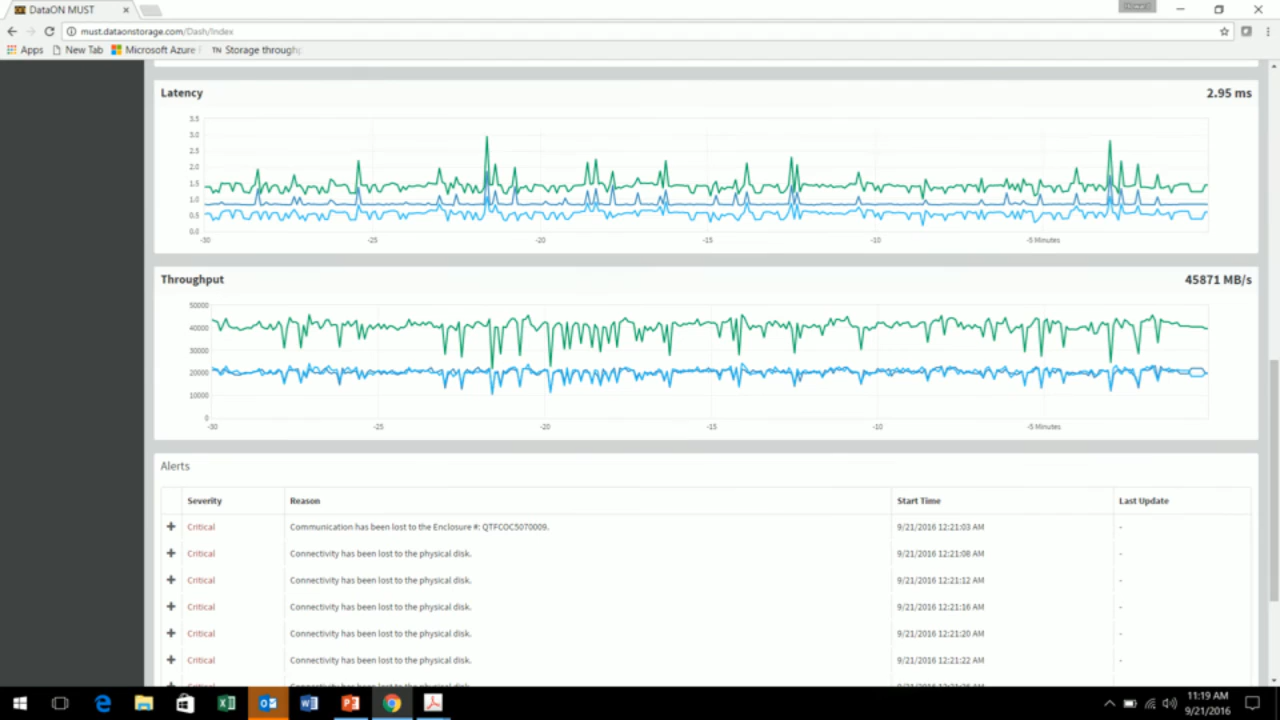 DataON MUST
must.dataonstorage.com/Dash/Index
Apps New Tab Microsoft Azure TN Storage through
Latency 2.95 ms
3.5
3.0
2.5
2.0
1.5
1.0
0.5
0.0
-30 -25 -20 -15 -10 -5 Minutes
Throughput 45871 MB/s
50000
40000
30000
20000
10000
0
-30 -25 -20 -15 -10 -5 Minutes
Alerts
Severity Reason Start Time Last Update
+ Critical Communication has been lost to the Enclosure #: QTFCOC5070009. 9/21/2016 12:21:03 AM -
+ Critical Connectivity has been lost to the physical disk. 9/21/2016 12:21:08 AM -
+ Critical Connectivity has been lost to the physical disk. 9/21/2016 12:21:12 AM -
+ Critical Connectivity has been lost to the physical disk. 9/21/2016 12:21:16 AM -
+ Critical Connectivity has been lost to the physical disk. 9/21/2016 12:21:20 AM -
+ Critical Connectivity has been lost to the physical disk. 9/21/2016 12:21:22 AM -
11:19 AM
9/21/2016